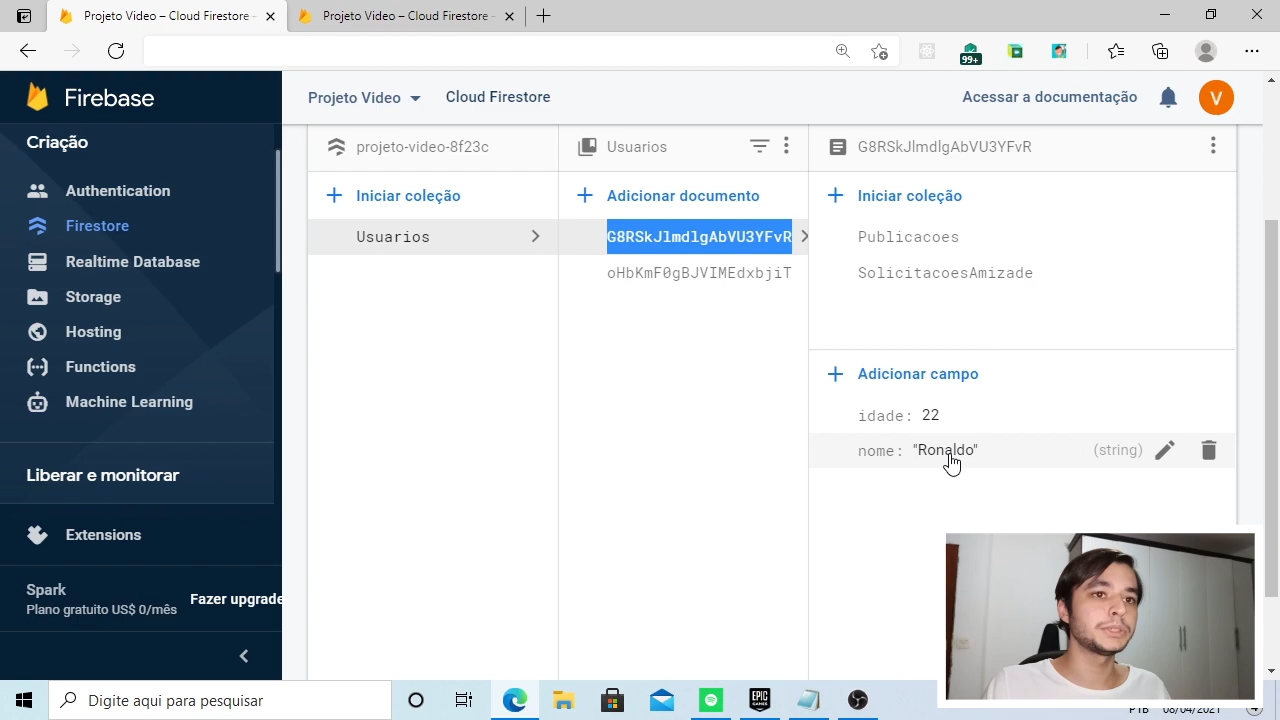 Projeto Video – Cloud Firestore -
Projeto Video – Cloud Firestore -
99+
Firebase
Projeto Video
Cloud Firestore
Acessar a documentação
V
Criação
Authentication
Firestore
Realtime Database
Storage
Hosting
Functions
Machine Learning
Liberar e monitorar
Extensions
Spark
Plano gratuito US$ 0/mês
Fazer upgrade
projeto-video-8f23c
Iniciar coleção
Usuarios
Usuarios
Adicionar documento
G8RSkJlmdlgAbVU3YFvR
oHbKmF0gBJVIMEdxbjiT
G8RSkJlmdlgAbVU3YFvR
Iniciar coleção
Publicacoes
SolicitacoesAmizade
Adicionar campo
idade: 22
nome: "Ronaldo"
(string)
Digite aqui para pesquisar
EPIC
GAMES